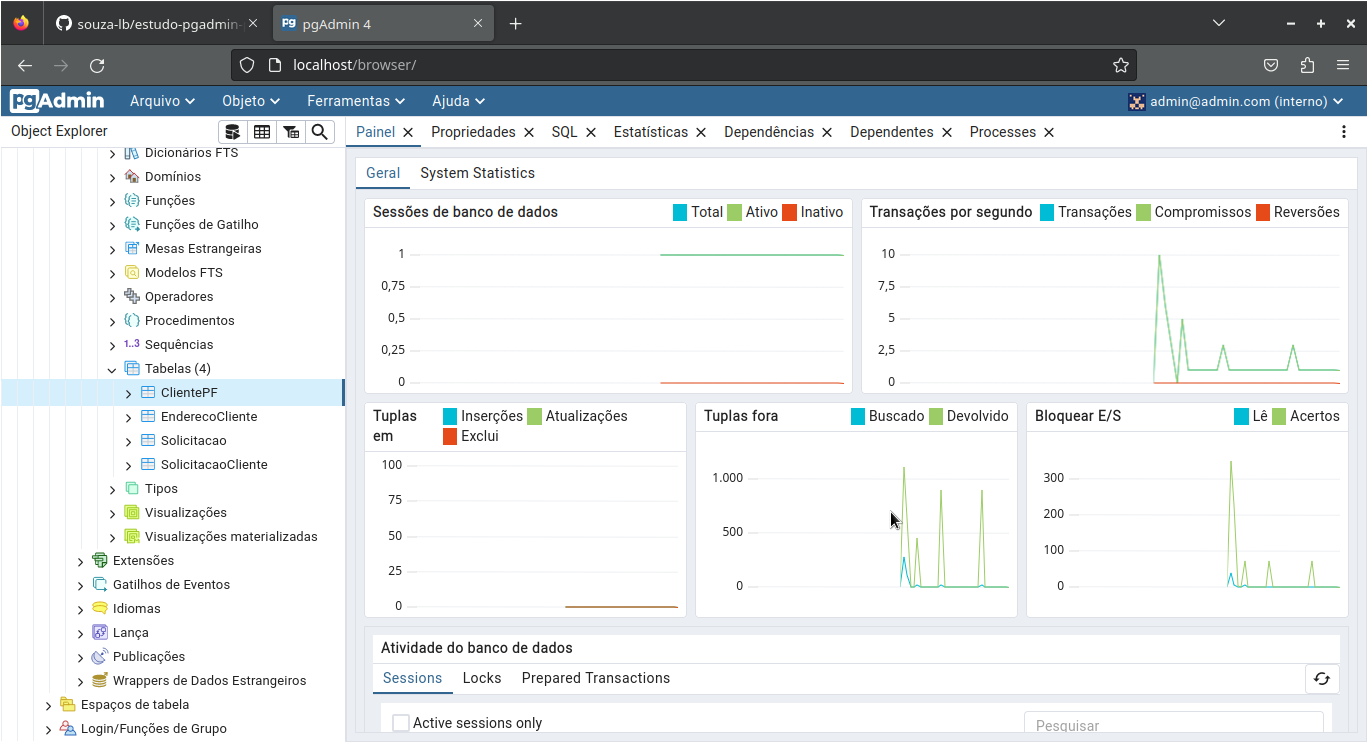 souza-lb/estudo-pgadmin-
pgAdmin 4
localhost/browser/
pgAdmin Arquivo Objeto Ferramentas Ajuda admin@admin.com (interno)
Object Explorer
Painel Propriedades SQL Estatísticas Dependências Dependentes Processes
Dicionários FTS
Domínios
Funções
Funções de Gatilho
Mesas Estrangeiras
Modelos FTS
Operadores
Procedimentos
1..3 Sequências
Tabelas (4)
ClientePF
EnderecoCliente
Solicitacao
SolicitacaoCliente
Tipos
Visualizações
Visualizações materializadas
Extensões
Gatilhos de Eventos
Idiomas
Lança
Publicações
Wrappers de Dados Estrangeiros
Espaços de tabela
Login/Funções de Grupo
Geral System Statistics
Sessões de banco de dados Total Ativo Inativo
1
0,75
0,5
0,25
0
Transações por segundo Transações Compromissos Reversões
10
7,5
5
2,5
0
Tuplas em Inserções Atualizações
Exclui
100
75
50
25
0
Tuplas fora Buscado Devolvido
1.000
500
0
Bloquear E/S Lê Acertos
300
200
100
0
Atividade do banco de dados
Sessions Locks Prepared Transactions
Active sessions only Pesquisar